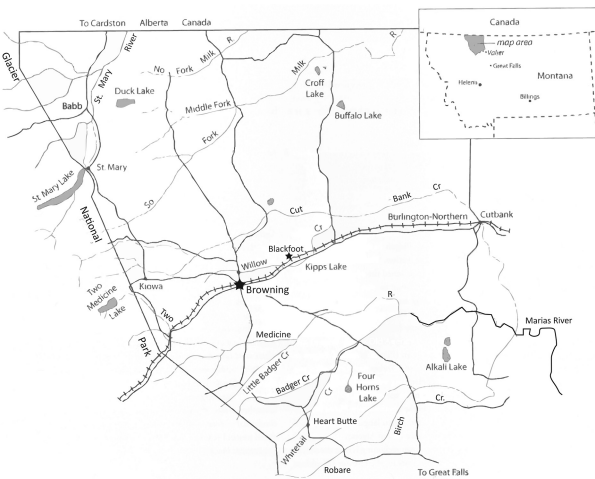 To Cardston Alberta Canada
Glacier
National
Park
St. Mary
River
No Fork Milk R
Milk R
Duck Lake
Croff
Lake
Babb
Middle Fork
Buffalo Lake
So Fork
St. Mary
St. Mary Lake
Cut Bank Cr
Burlington-Northern
Cutbank
Cr
Blackfoot
Willow
Kipps Lake
Two
Medicine
Lake
Kiowa
Browning
Two Medicine R
Marias River
Little Badger Cr
Badger Cr
Cr
Four
Horns
Lake
Alkali Lake
Heart Butte
Whitetail
Birch Cr.
Robare
To Great Falls
Canada
map area
Valier
Great Falls
Helena
Montana
Billings